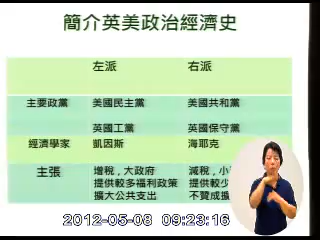 簡介英美政治經濟史
左派 右派
主要政黨 美國民主黨 美國共和黨
英國工黨 英國保守黨
經濟學家 凱因斯 海耶克
主張 增稅，大政府 減稅，小
提供較多福利政策 提供較少
擴大公共支出 不贊成擴
2012-05-08 09:23:16